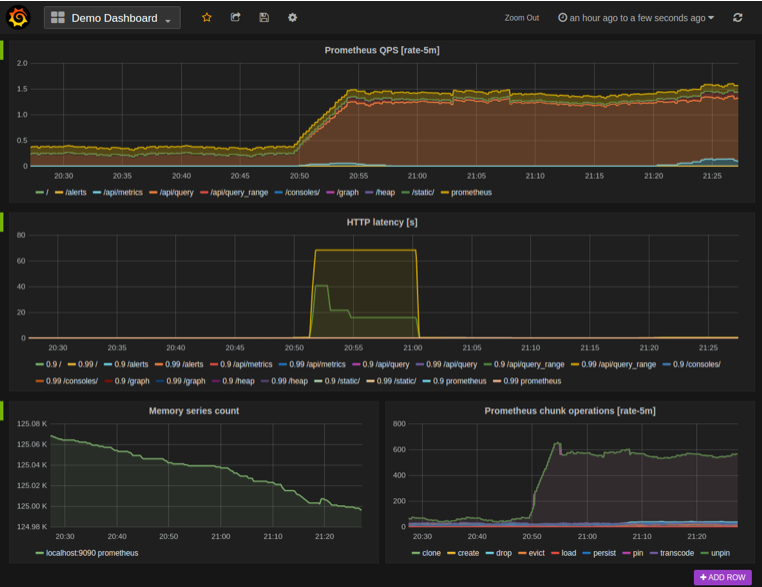 Demo Dashboard
Zoom Out
an hour ago to a few seconds ago
Prometheus QPS [rate-5m]
2.0
1.5
1.0
0.5
0
20:30 20:35 20:40 20:45 20:50 20:55 21:00 21:05 21:10 21:15 21:20 21:25
/ /alerts /api/metrics /api/query /api/query_range /consoles/ /graph /heap /static/ prometheus
HTTP latency [s]
80
60
40
20
0
20:30 20:35 20:40 20:45 20:50 20:55 21:00 21:05 21:10 21:15 21:20 21:25
0.9 / 0.99 / 0.9 /alerts 0.99 /alerts 0.9 /api/metrics 0.99 /api/metrics 0.9 /api/query 0.99 /api/query 0.9 /api/query_range 0.99 /api/query_range 0.9 /consoles/
0.99 /consoles/ 0.9 /graph 0.99 /graph 0.9 /heap 0.99 /heap 0.9 /static/ 0.99 /static/ 0.9 prometheus 0.99 prometheus
Memory series count
125.08 K
125.06 K
125.04 K
125.02 K
125.00 K
124.98 K
20:30 20:40 20:50 21:00 21:10 21:20
localhost:9090 prometheus
Prometheus chunk operations [rate-5m]
800
600
400
200
0
20:30 20:40 20:50 21:00 21:10 21:20
clone create drop evict load persist pin transcode unpin
ADD ROW